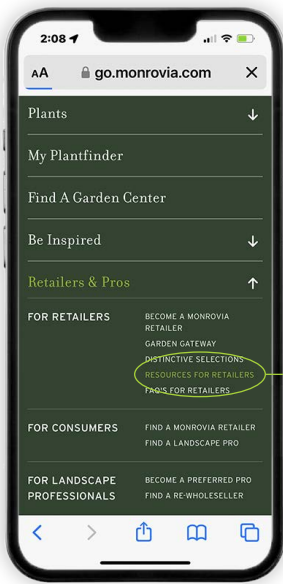 2:08
AA go.monrovia.com
Plants
My Plantfinder
Find A Garden Center
Be Inspired
Retailers & Pros
FOR RETAILERS
BECOME A MONROVIA
RETAILER
GARDEN GATEWAY
DISTINCTIVE SELECTIONS
RESOURCES FOR RETAILERS
FAQ'S FOR RETAILERS
FOR CONSUMERS
FIND A MONROVIA RETAILER
FIND A LANDSCAPE PRO
FOR LANDSCAPE
PROFESSIONALS
BECOME A PREFERRED PRO
FIND A RE-WHOLESELLER